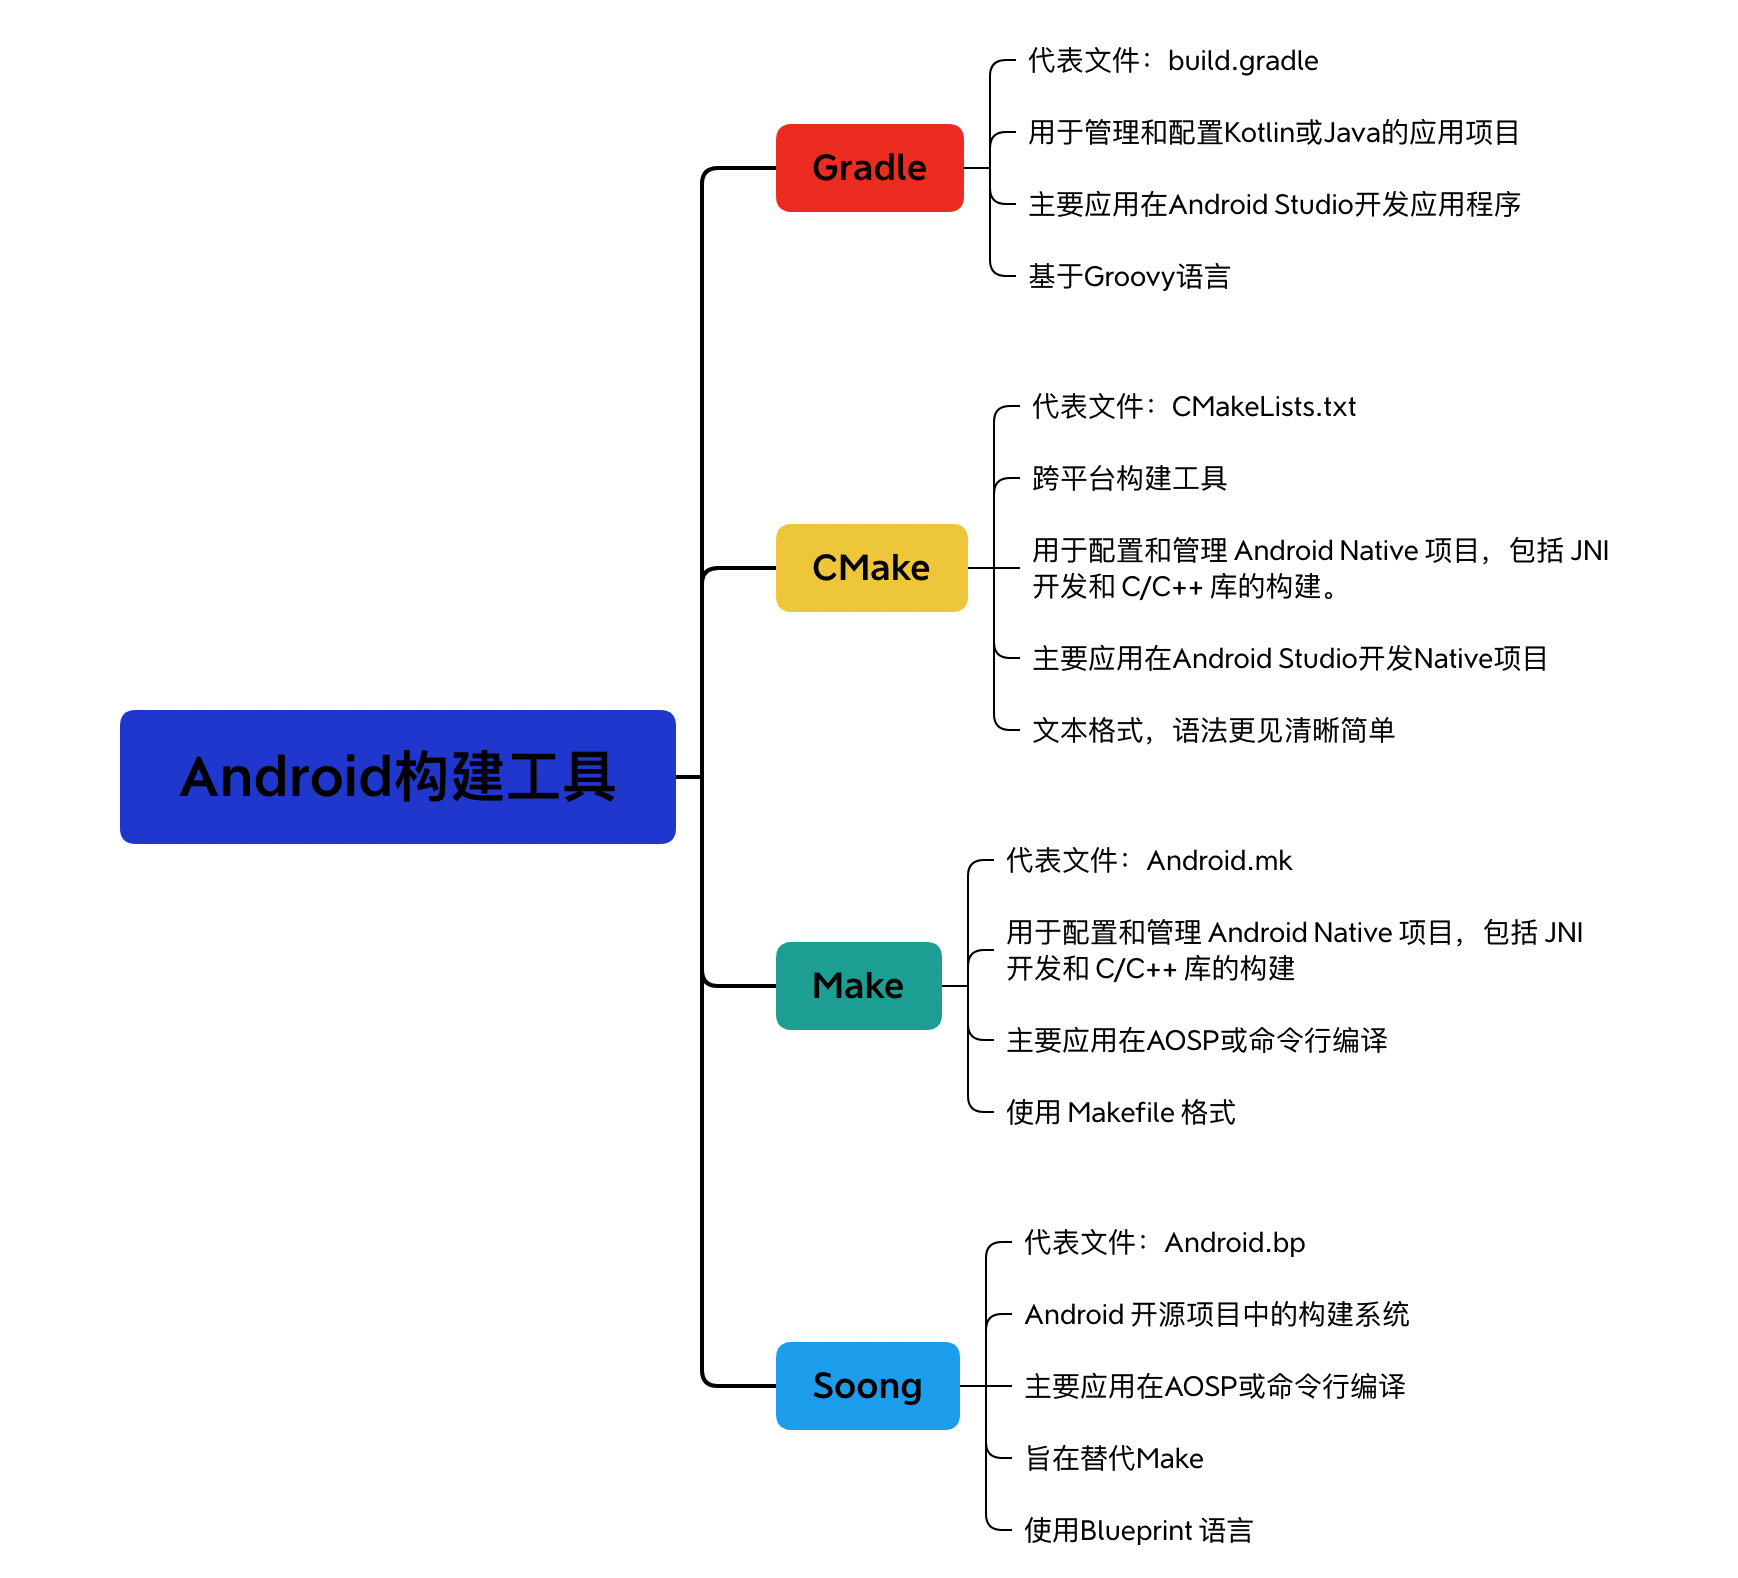 Android构建工具
Gradle
代表文件：build.gradle
用于管理和配置Kotlin或Java的应用项目
主要应用在Android Studio开发应用程序
基于Groovy语言
CMake
代表文件：CMakeLists.txt
跨平台构建工具
用于配置和管理 Android Native 项目，包括 JNI
开发和 C/C++ 库的构建。
主要应用在Android Studio开发Native项目
文本格式，语法更见清晰简单
Make
代表文件：Android.mk
用于配置和管理 Android Native 项目，包括 JNI
开发和 C/C++ 库的构建
主要应用在AOSP或命令行编译
使用 Makefile 格式
Soong
代表文件：Android.bp
Android 开源项目中的构建系统
主要应用在AOSP或命令行编译
旨在替代Make
使用Blueprint 语言